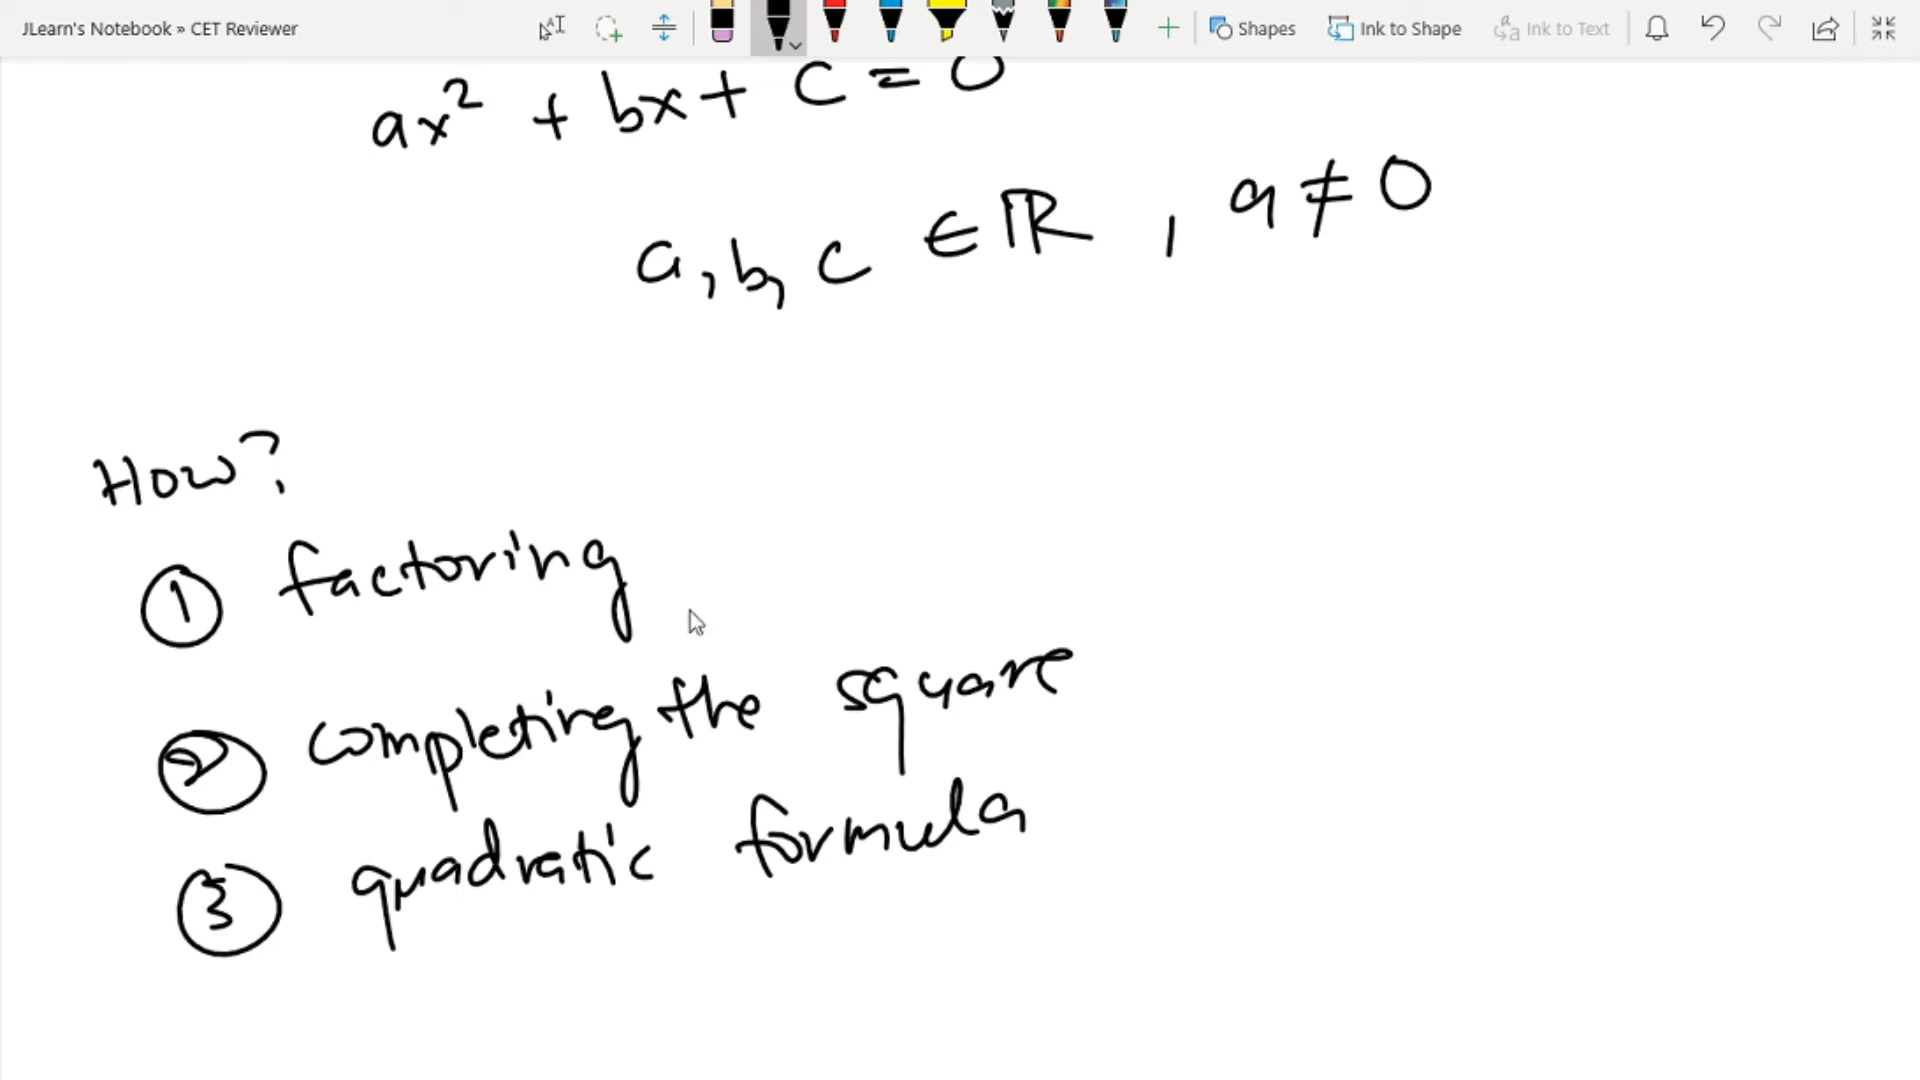 JLearn's Notebook » CET Reviewer
Shapes Ink to Shape Ink to Text
ax² + bx + c = 0
a, b, c ∈ ℝ , a ≠ 0
How?
① factoring
② completing the square
③ quadratic formula